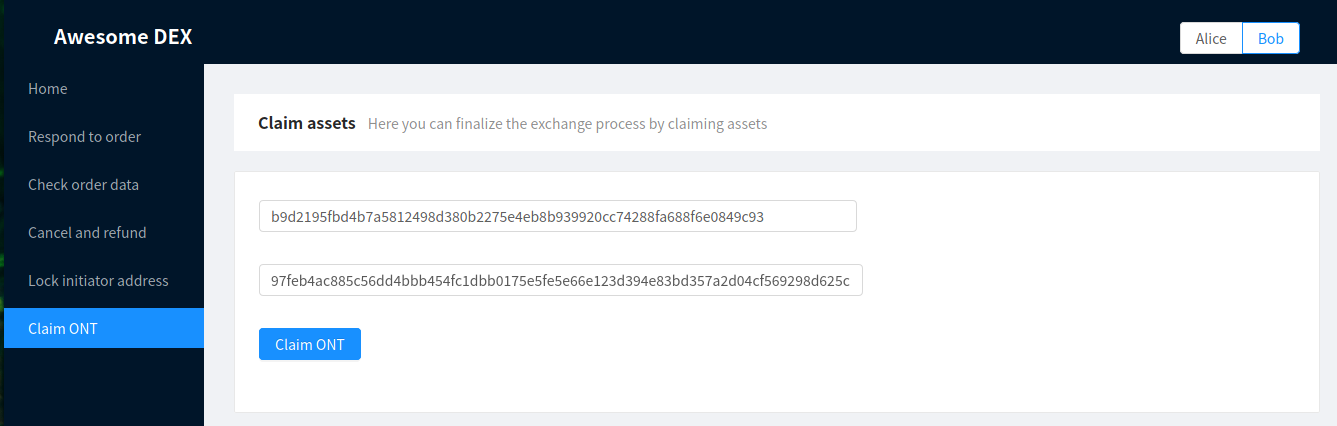 Awesome DEX
Alice
Bob
Home
Respond to order
Check order data
Cancel and refund
Lock initiator address
Claim ONT
Claim assets Here you can finalize the exchange process by claiming assets
b9d2195fbd4b7a5812498d380b2275e4eb8b939920cc74288fa688f6e0849c93
97feb4ac885c56dd4bbb454fc1dbb0175e5fe5e66e123d394e83bd357a2d04cf569298d625c
Claim ONT